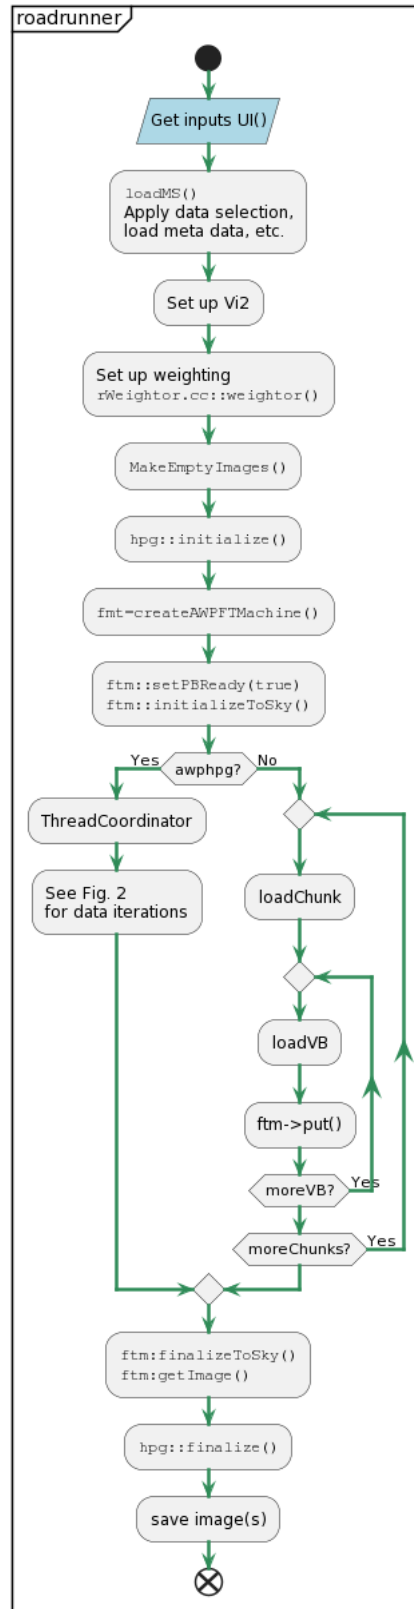 roadrunner
Get inputs UI()
loadMS()
Apply data selection,
load meta data, etc.
Set up Vi2
Set up weighting
rWeightor.cc::weightor()
MakeEmptyImages()
hpg::initialize()
fmt=createAWPFTMachine()
ftm::setPBReady(true)
ftm::initializeToSky()
Yes
awphpg?
No
ThreadCoordinator
See Fig. 2
for data iterations
loadChunk
loadVB
ftm->put()
moreVB?
Yes
moreChunks?
Yes
ftm:finalizeToSky()
ftm:getImage()
hpg::finalize()
save image(s)